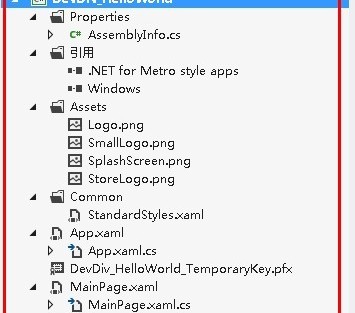 DevDiv_HelloWorld
Properties
C# AssemblyInfo.cs
引用
.NET for Metro style apps
Windows
Assets
Logo.png
SmallLogo.png
SplashScreen.png
StoreLogo.png
Common
StandardStyles.xaml
App.xaml
App.xaml.cs
DevDiv_HelloWorld_TemporaryKey.pfx
MainPage.xaml
MainPage.xaml.cs